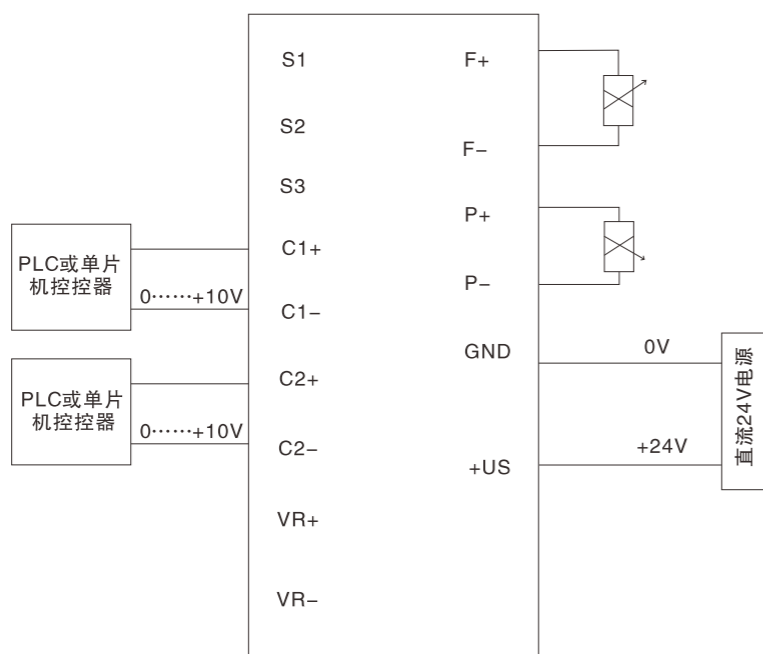 S1
F+
S2
F−
S3
P+
C1+
PLC或单片
机控控器
P−
0……+10V
C1−
GND
0V
C2+
PLC或单片
机控控器
直流24V电源
0……+10V
C2−
+24V
+US
VR+
VR−